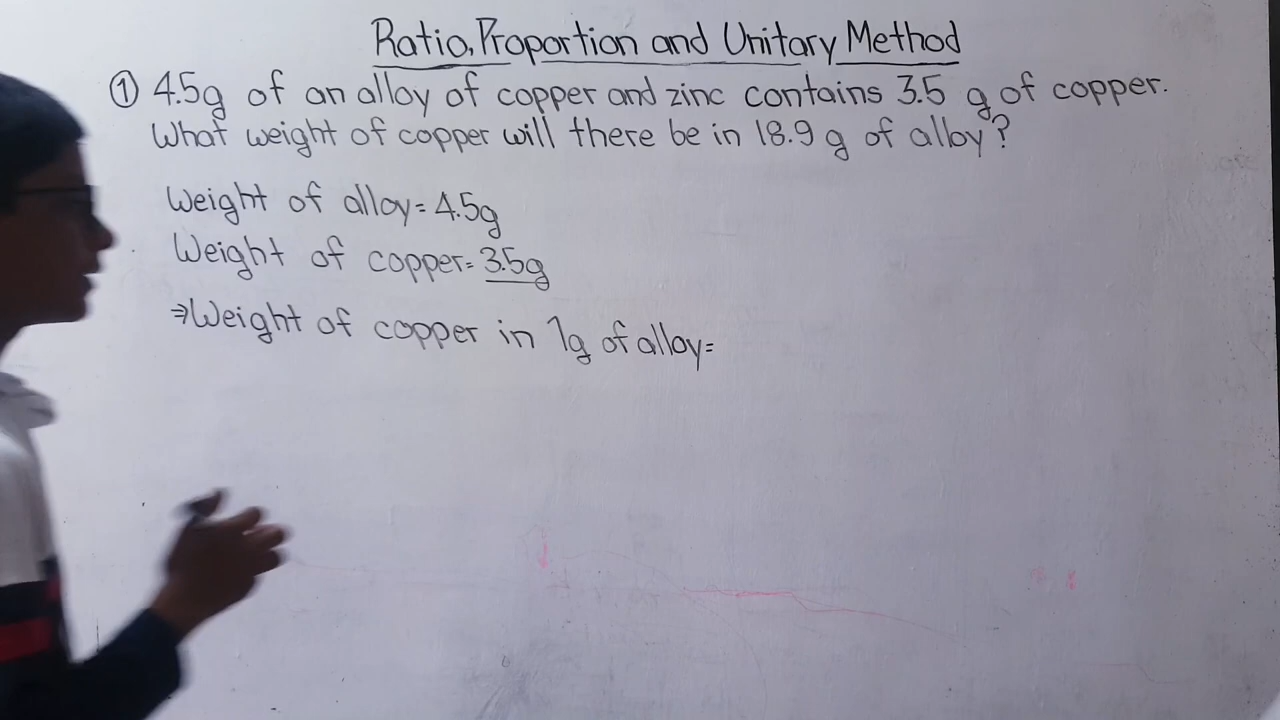 Ratio, Proportion and Unitary Method
① 4.5g of an alloy of copper and zinc contains 3.5 g of copper.
What weight of copper will there be in 18.9 g of alloy?
Weight of alloy= 4.5g
Weight of copper= 3.5g
⇒Weight of copper in 1g of alloy=